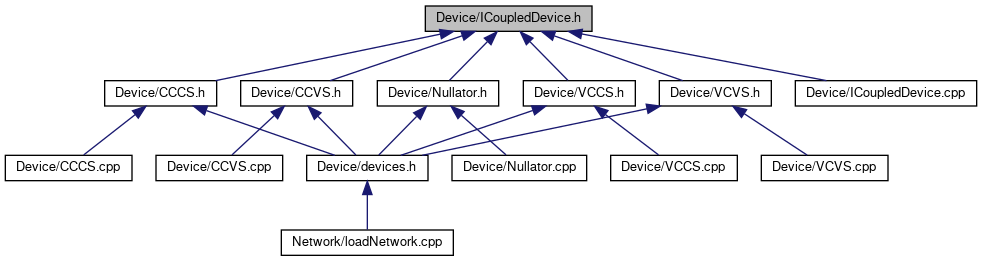 Device/ICoupledDevice.h
Device/CCCS.h
Device/CCVS.h
Device/Nullator.h
Device/VCCS.h
Device/VCVS.h
Device/ICoupledDevice.cpp
Device/CCCS.cpp
Device/CCVS.cpp
Device/devices.h
Device/Nullator.cpp
Device/VCCS.cpp
Device/VCVS.cpp
Network/loadNetwork.cpp